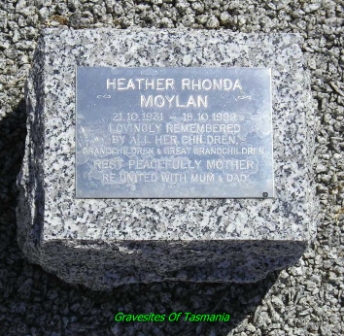 HEATHER RHONDA
MOYLAN
21.10.1931 - 19.10.
LOVINGLY REMEMBERED
BY ALL HER CHILDREN,
GRANDCHILDREN & GREAT GRANDCHILDREN
REST PEACEFULLY MOTHER
RE UNITED WITH MUM & DAD
Gravesites Of Tasmania